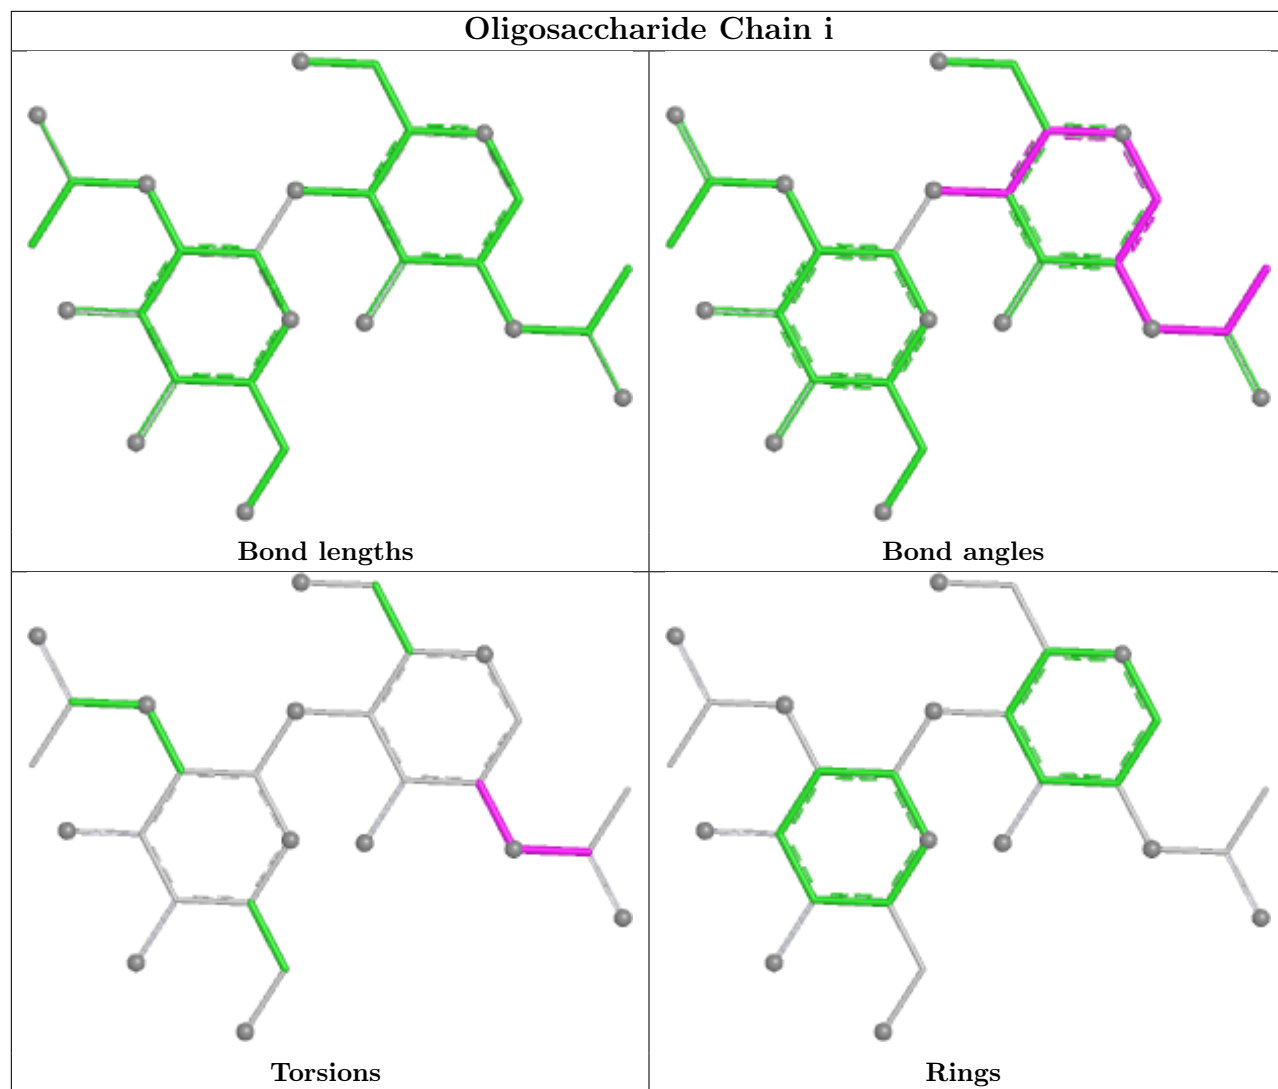 Oligosaccharide Chain i
Bond lengths
Bond angles
Torsions
Rings